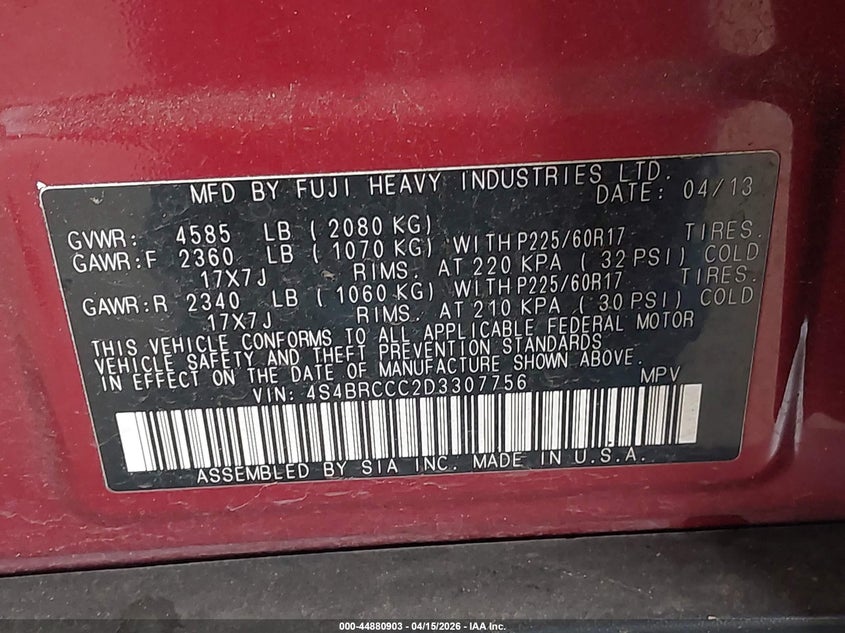 MFD BY FUJI HEAVY INDUSTRIES LTD.
DATE: 04/13
GVWR: 4585 LB ( 2080 KG)
GAWR:F 2360 LB ( 1070 KG) WITH P225/60R17 TIRES.
17X7J RIMS. AT 220 KPA ( 32 PSI) COLD
GAWR:R 2340 LB ( 1060 KG) WITH P225/60R17 TIRES.
17X7J RIMS. AT 210 KPA ( 30 PSI) COLD
THIS VEHICLE CONFORMS TO ALL APPLICABLE FEDERAL MOTOR
VEHICLE SAFETY AND THEFT PREVENTION STANDARDS
IN EFFECT ON THE DATE OF MANUFACTURE SHOWN ABOVE.
VIN: 4S4BRCCC2D3307756 MPV
ASSEMBLED BY SIA INC. MADE IN U.S.A.
000-44880903 - 04/15/2026 - IAA Inc.